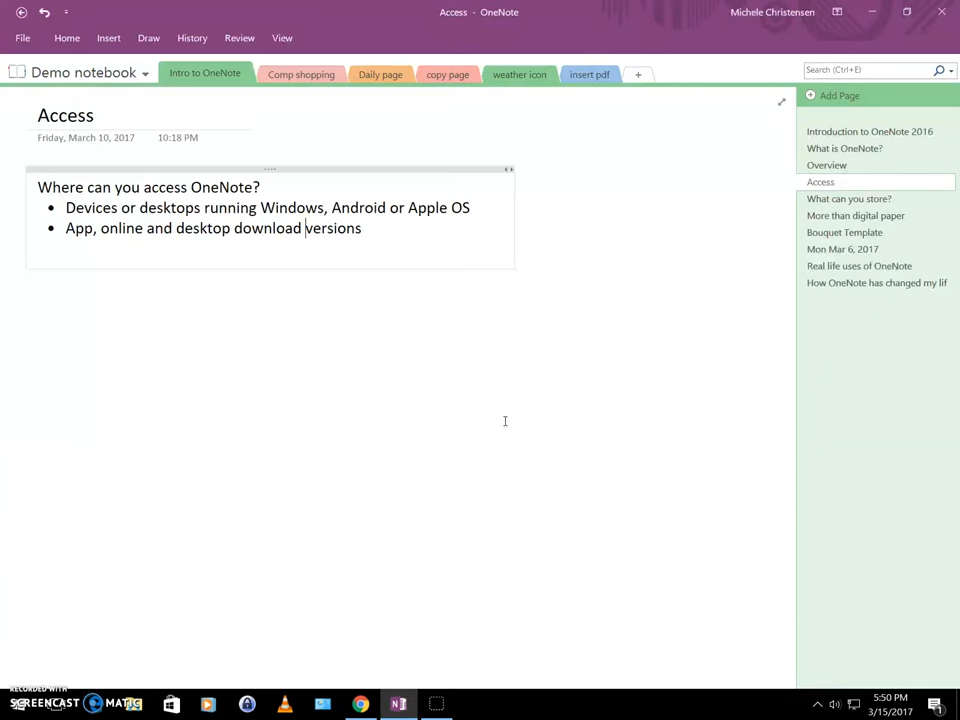 Access - OneNote
Michele Christensen
File Home Insert Draw History Review View
Demo notebook
Intro to OneNote
Comp shopping
Daily page
copy page
weather icon
insert pdf
+
Search (Ctrl+E)
Access
Friday, March 10, 2017 10:18 PM
Where can you access OneNote?
• Devices or desktops running Windows, Android or Apple OS
• App, online and desktop download versions
Add Page
Introduction to OneNote 2016
What is OneNote?
Overview
Access
What can you store?
More than digital paper
Bouquet Template
Mon Mar 6, 2017
Real life uses of OneNote
How OneNote has changed my lif
RECORDED WITH
SCREENCAST MATIC
5:50 PM
3/15/2017
1